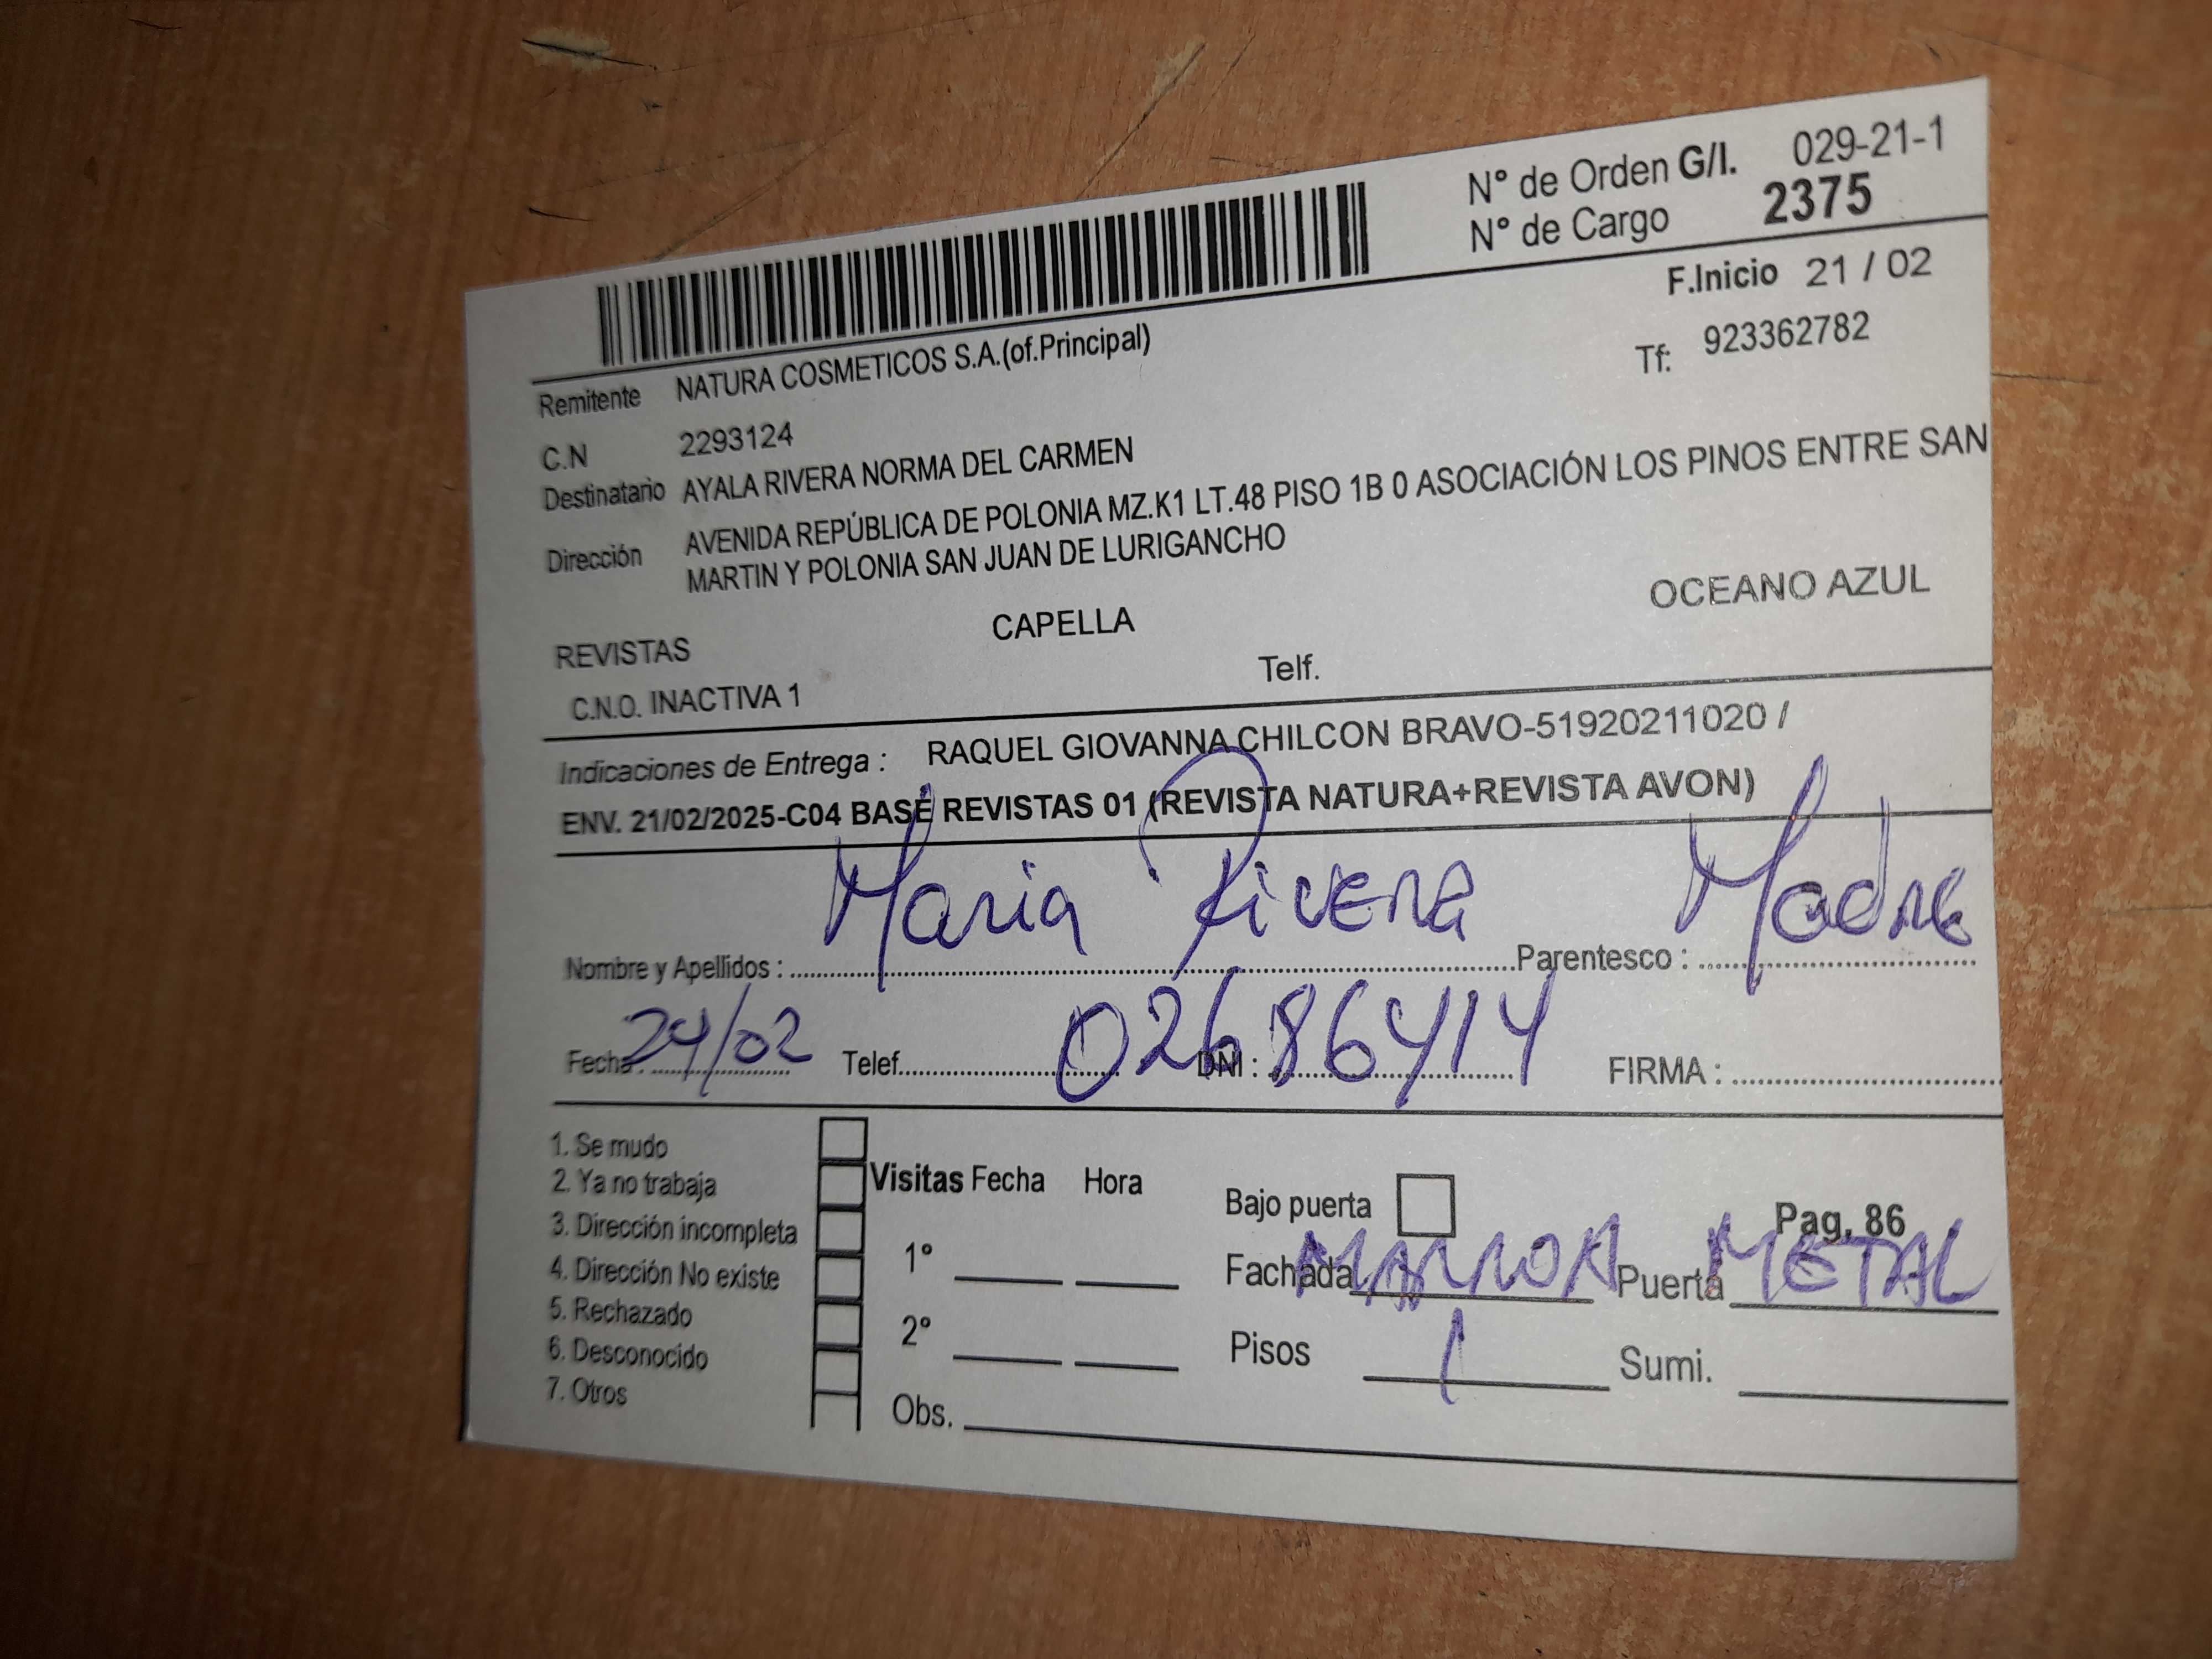 N° de Orden G/I. 029-21-1
N° de Cargo 2375
F.Inicio 21 / 02
Remitente NATURA COSMETICOS S.A.(of.Principal)
Tf: 923362782
C.N 2293124
Destinatario AYALA RIVERA NORMA DEL CARMEN
Dirección AVENIDA REPÚBLICA DE POLONIA MZ.K1 LT.48 PISO 1B 0 ASOCIACIÓN LOS PINOS ENTRE SAN
MARTIN Y POLONIA SAN JUAN DE LURIGANCHO
REVISTAS CAPELLA OCEANO AZUL
C.N.O. INACTIVA 1 Telf.
Indicaciones de Entrega : RAQUEL GIOVANNA CHILCON BRAVO-51920211020 /
ENV. 21/02/2025-C04 BASE REVISTAS 01 (REVISTA NATURA+REVISTA AVON)
Nombre y Apellidos : Maria Rivera Parentesco : Madre
Fecha : 24/02 Telef. DNI : 02686414 FIRMA :
1. Se mudo
2. Ya no trabaja
3. Dirección incompleta
4. Dirección No existe
5. Rechazado
6. Desconocido
7. Otros
Visitas Fecha Hora
1°
2°
Obs.
Bajo puerta Pag, 86
Fachada MARRON Puerta METAL
Pisos 1 Sumi.